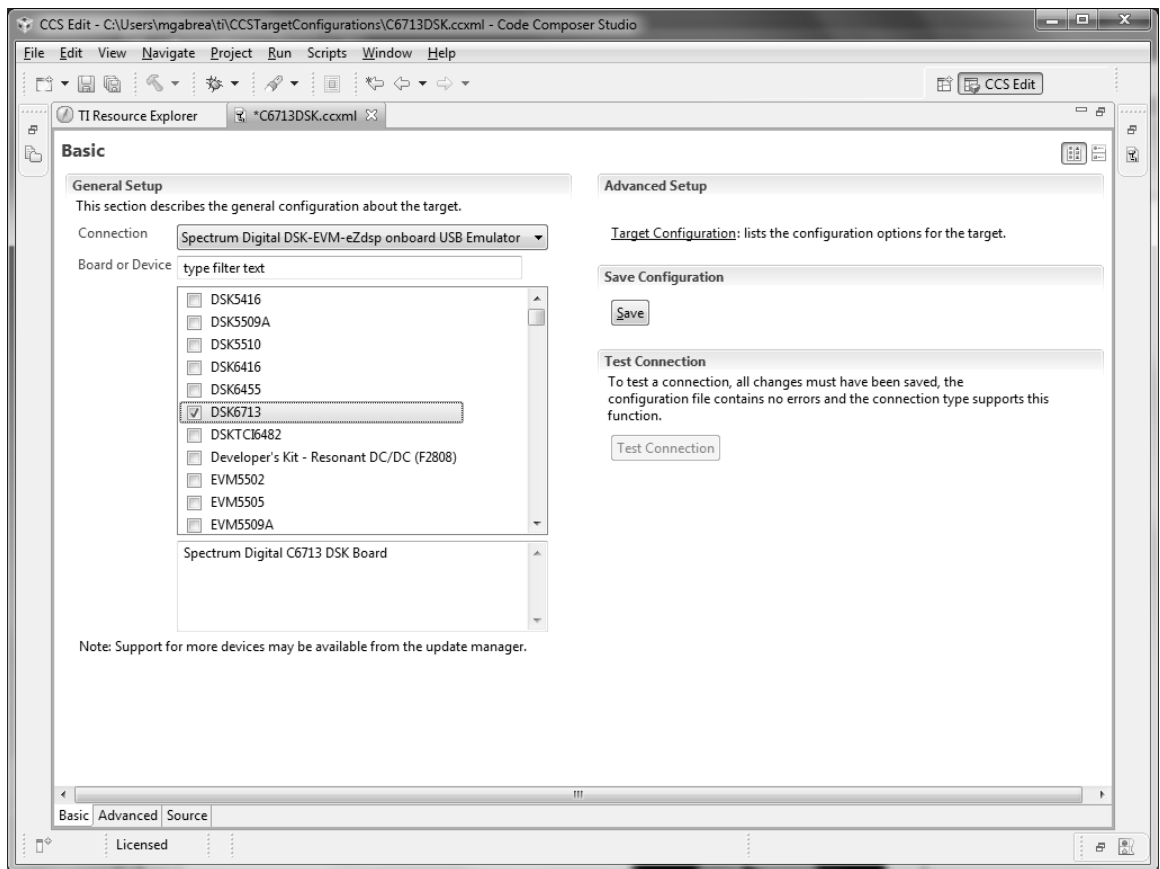 CCS Edit - C:\Users\mgabrea\ti\CCSTargetConfigurations\C6713DSK.ccxml - Code Composer Studio
File Edit View Navigate Project Run Scripts Window Help
CCS Edit
TI Resource Explorer *C6713DSK.ccxml
Basic
General Setup
This section describes the general configuration about the target.
Connection Spectrum Digital DSK-EVM-eZdsp onboard USB Emulator
Board or Device type filter text
DSK5416
DSK5509A
DSK5510
DSK6416
DSK6455
DSK6713
DSKTCI6482
Developer's Kit - Resonant DC/DC (F2808)
EVM5502
EVM5505
EVM5509A
Spectrum Digital C6713 DSK Board
Note: Support for more devices may be available from the update manager.
Advanced Setup
Target Configuration: lists the configuration options for the target.
Save Configuration
Save
Test Connection
To test a connection, all changes must have been saved, the
configuration file contains no errors and the connection type supports this
function.
Test Connection
Basic Advanced Source
Licensed